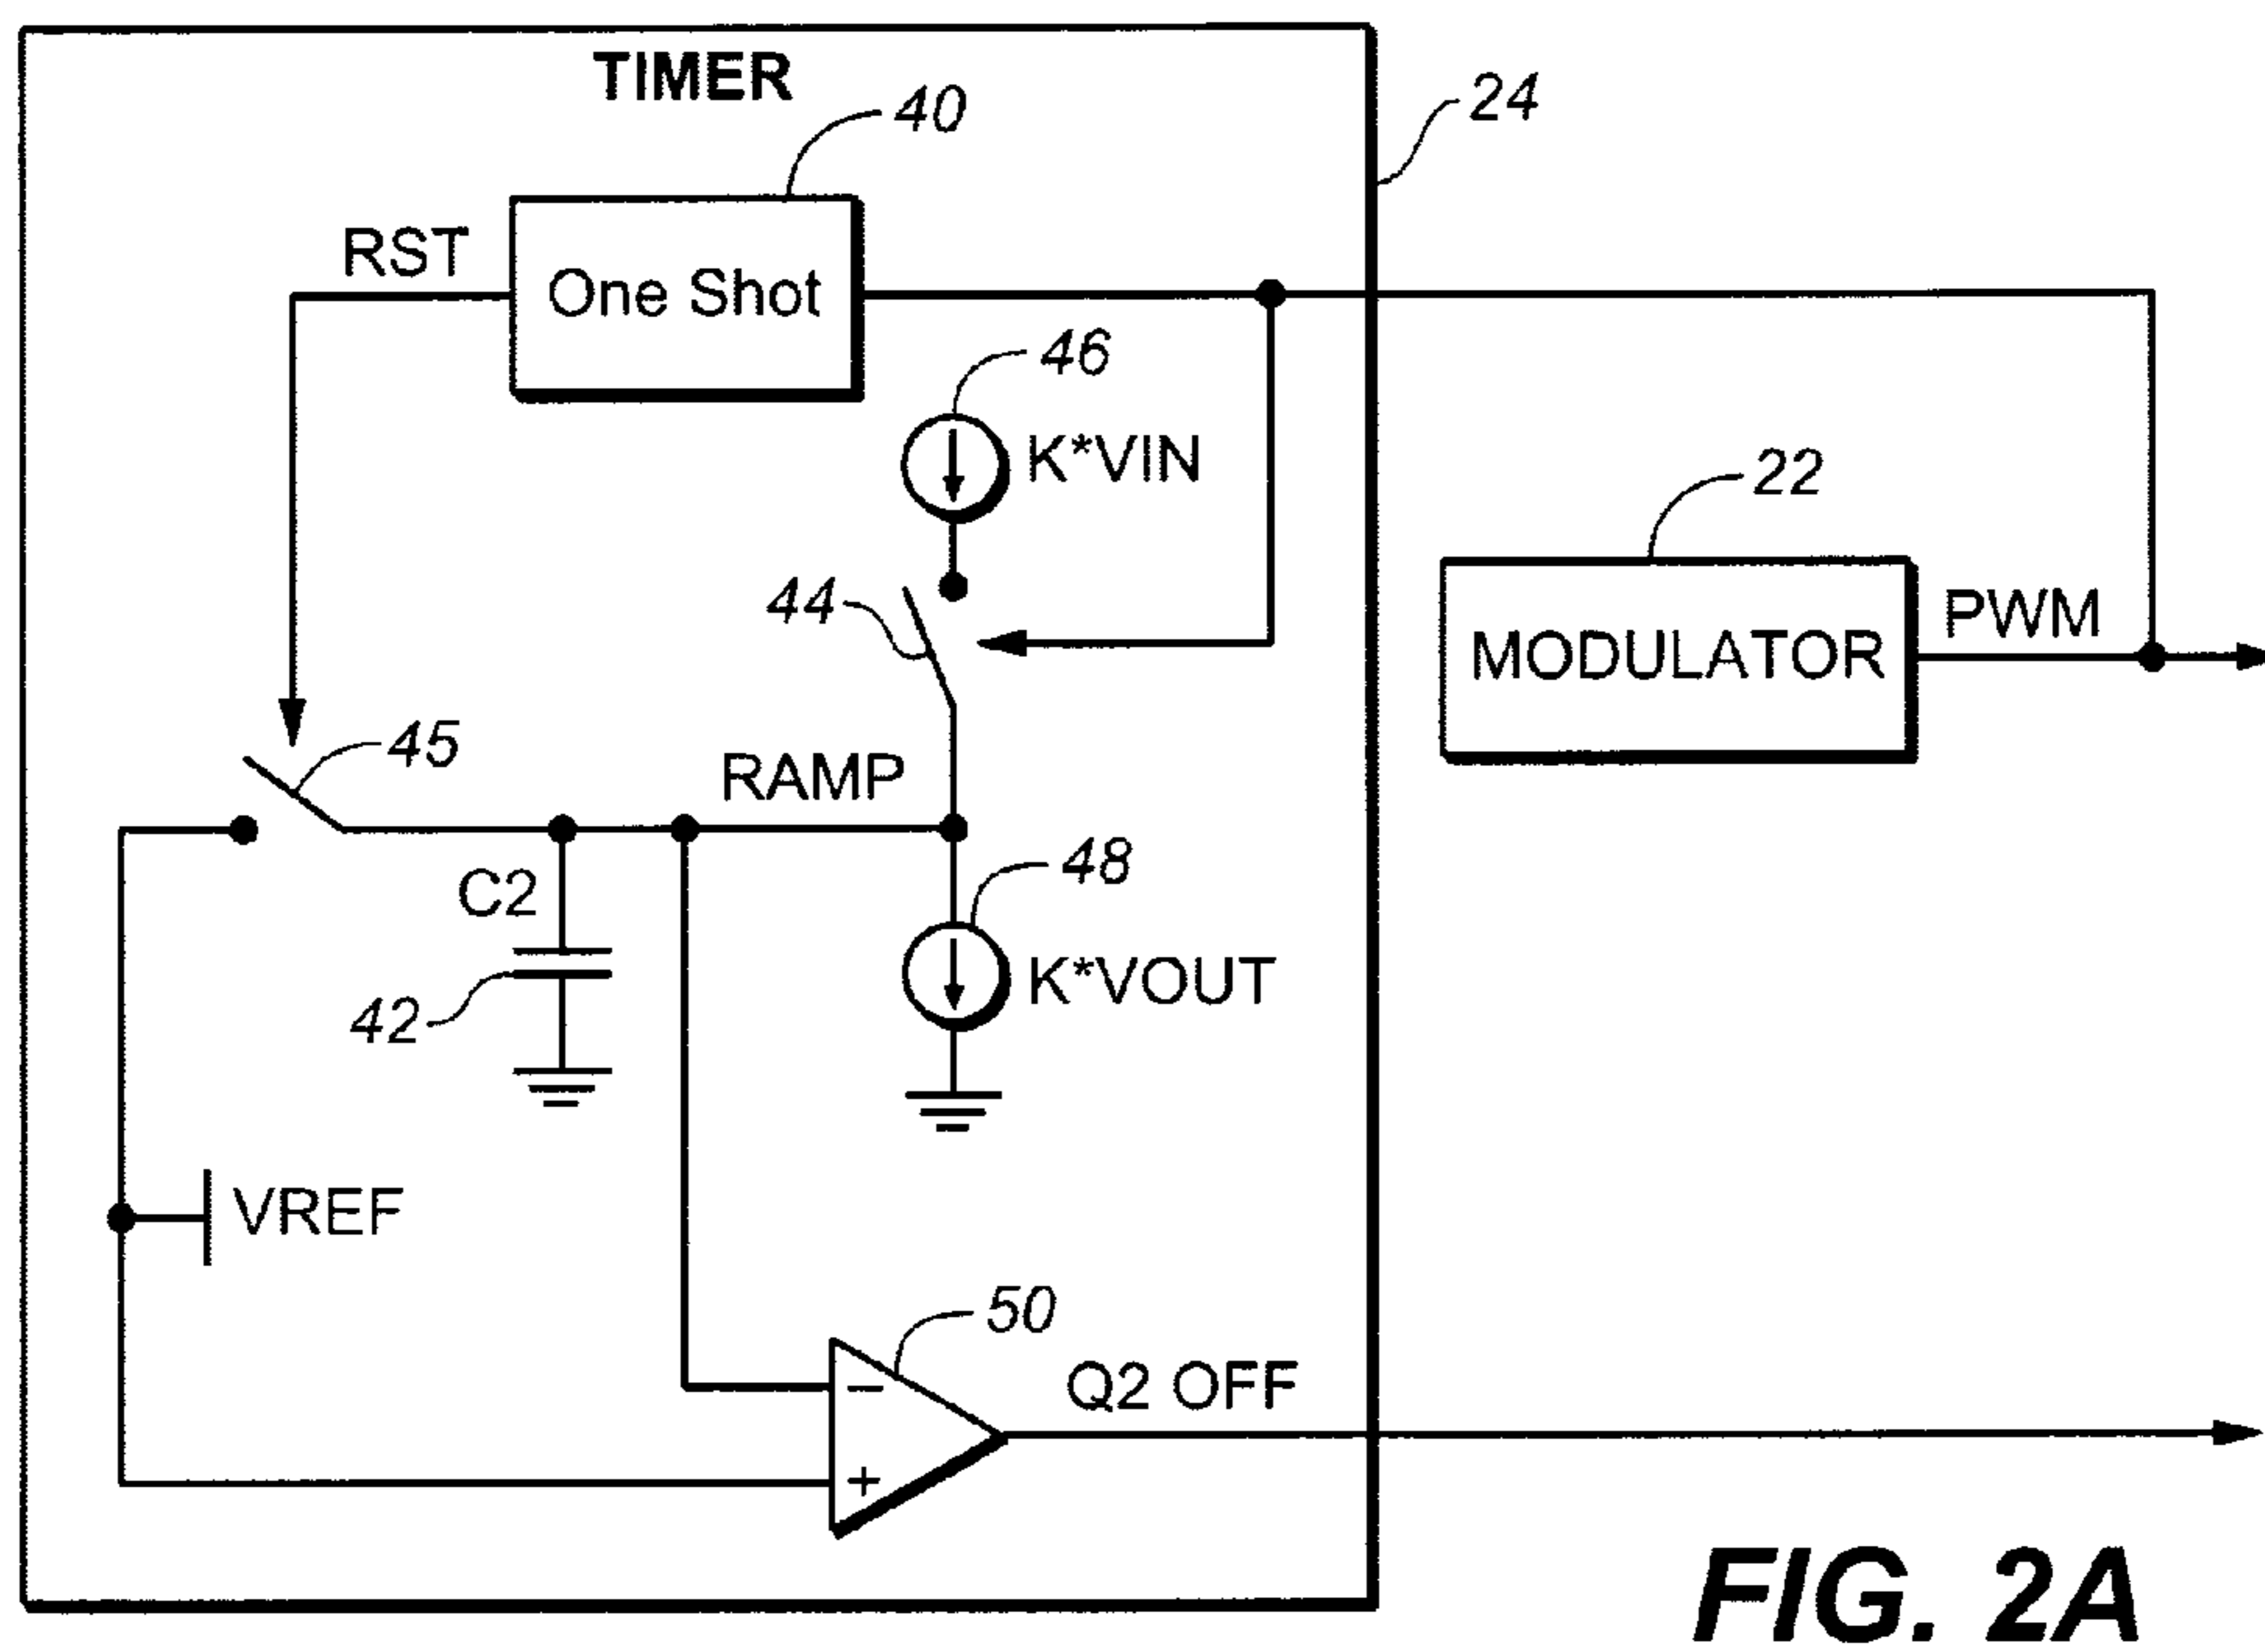 TIMER
40
24
RST
One Shot
46
K*VIN
22
44
PWM
MODULATOR
45
RAMP
48
C2
K*VOUT
42
VREF
50
Q2 OFF
−
+
FIG. 2A